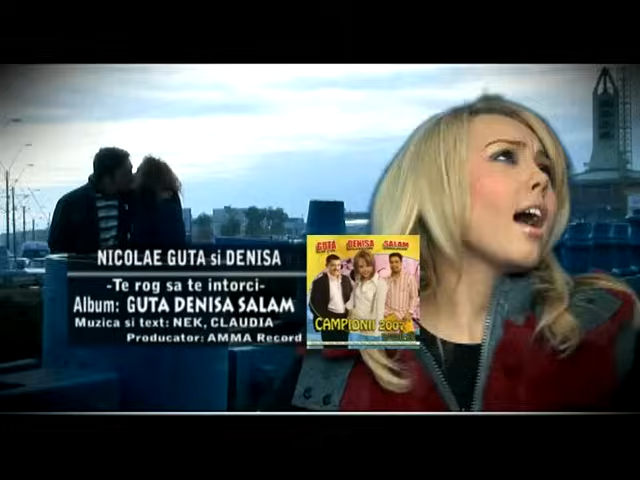 NICOLAE GUTA si DENISA
-Te rog sa te intorci-
Album: GUTA DENISA SALAM
Muzica si text: NEK, CLAUDIA
Producator: AMMA Record
GUTA DENISA SALAM
CAMPIONII 2007